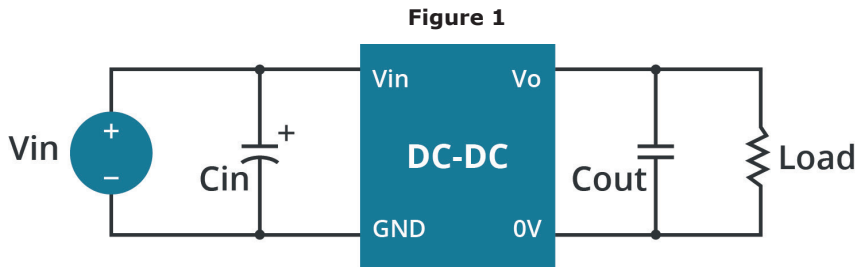 Figure 1
Vin
+
−
Cin
+
Vin
Vo
DC-DC
GND
0V
Cout
Load